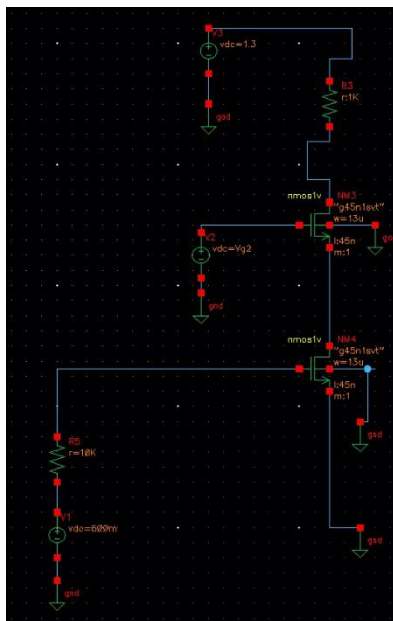 V3
vdc=1.3
gnd
R3
r:1K
nmos1v
NM3
"g45n1svt"
w=13u
l:45n
m:1
V2
vdc=Vg2
gnd
nmos1v
NM4
"g45n1svt"
w=13u
l:45n
m:1
gnd
R5
r=10K
V1
vdc=600m
gnd
gnd